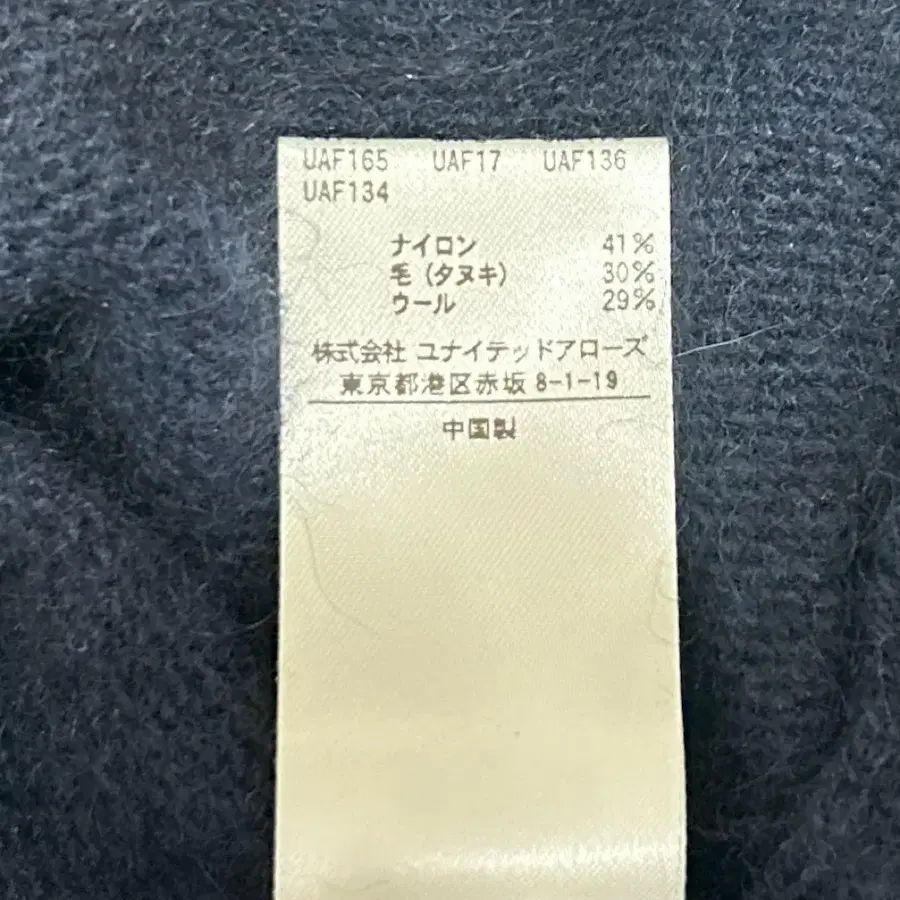 UAF165 UAF17 UAF136
UAF134
ナイロン 41%
毛(タヌキ) 30%
ウール 29%
株式会社 ユナイテッドアローズ
東京都港区赤坂 8-1-19
中国製